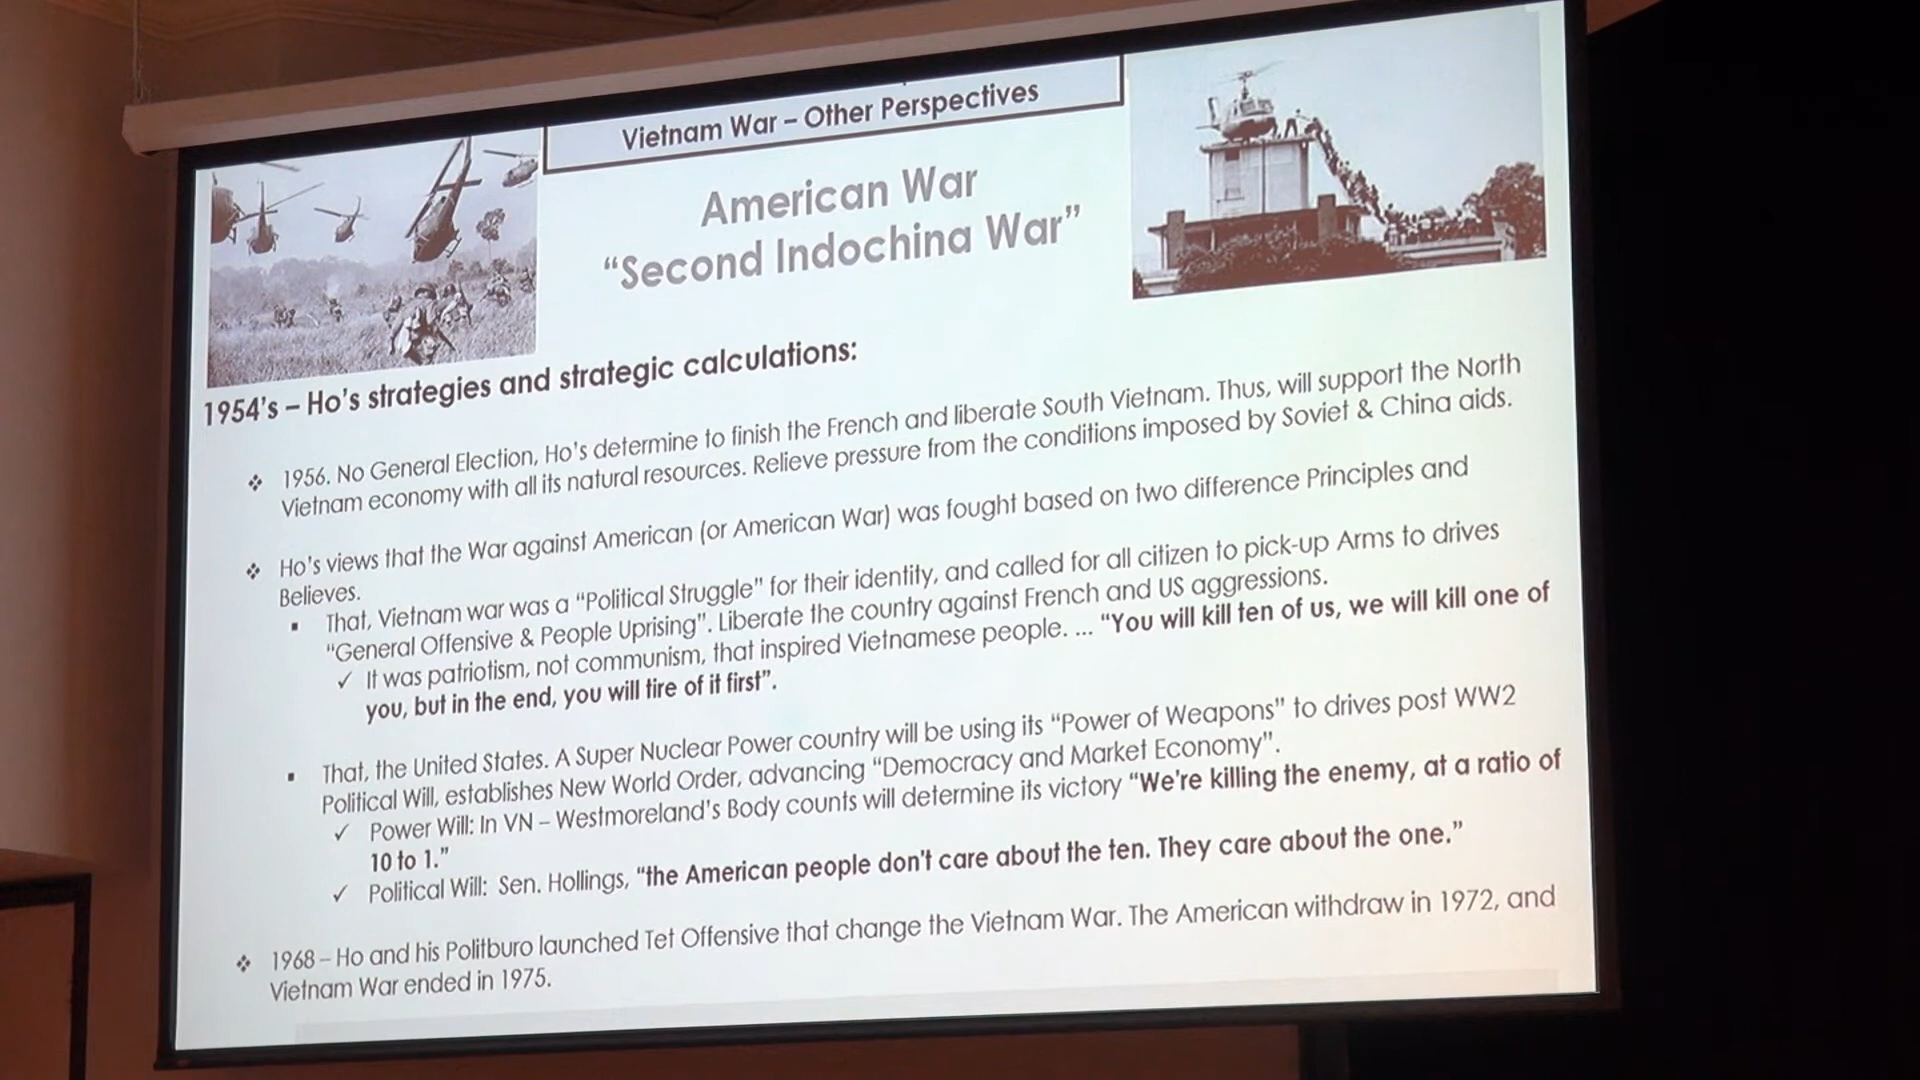 Vietnam War – Other Perspectives
American War
“Second Indochina War”
1954's – Ho's strategies and strategic calculations:
❖ 1956. No General Election, Ho's determine to finish the French and liberate South Vietnam. Thus, will support the North
Vietnam economy with all its natural resources. Relieve pressure from the conditions imposed by Soviet & China aids.
❖ Ho's views that the War against American (or American War) was fought based on two difference Principles and
Believes.
▪ That, Vietnam war was a “Political Struggle” for their identity, and called for all citizen to pick-up Arms to drives
“General Offensive & People Uprising”. Liberate the country against French and US aggressions.
✓ It was patriotism, not communism, that inspired Vietnamese people. ... “You will kill ten of us, we will kill one of
you, but in the end, you will tire of it first”.
▪ That, the United States. A Super Nuclear Power country will be using its “Power of Weapons” to drives post WW2
Political Will, establishes New World Order, advancing “Democracy and Market Economy”.
✓ Power Will: In VN – Westmoreland's Body counts will determine its victory “We're killing the enemy, at a ratio of
10 to 1.”
✓ Political Will: Sen. Hollings, “the American people don't care about the ten. They care about the one.”
❖ 1968 – Ho and his Politburo launched Tet Offensive that change the Vietnam War. The American withdraw in 1972, and
Vietnam War ended in 1975.